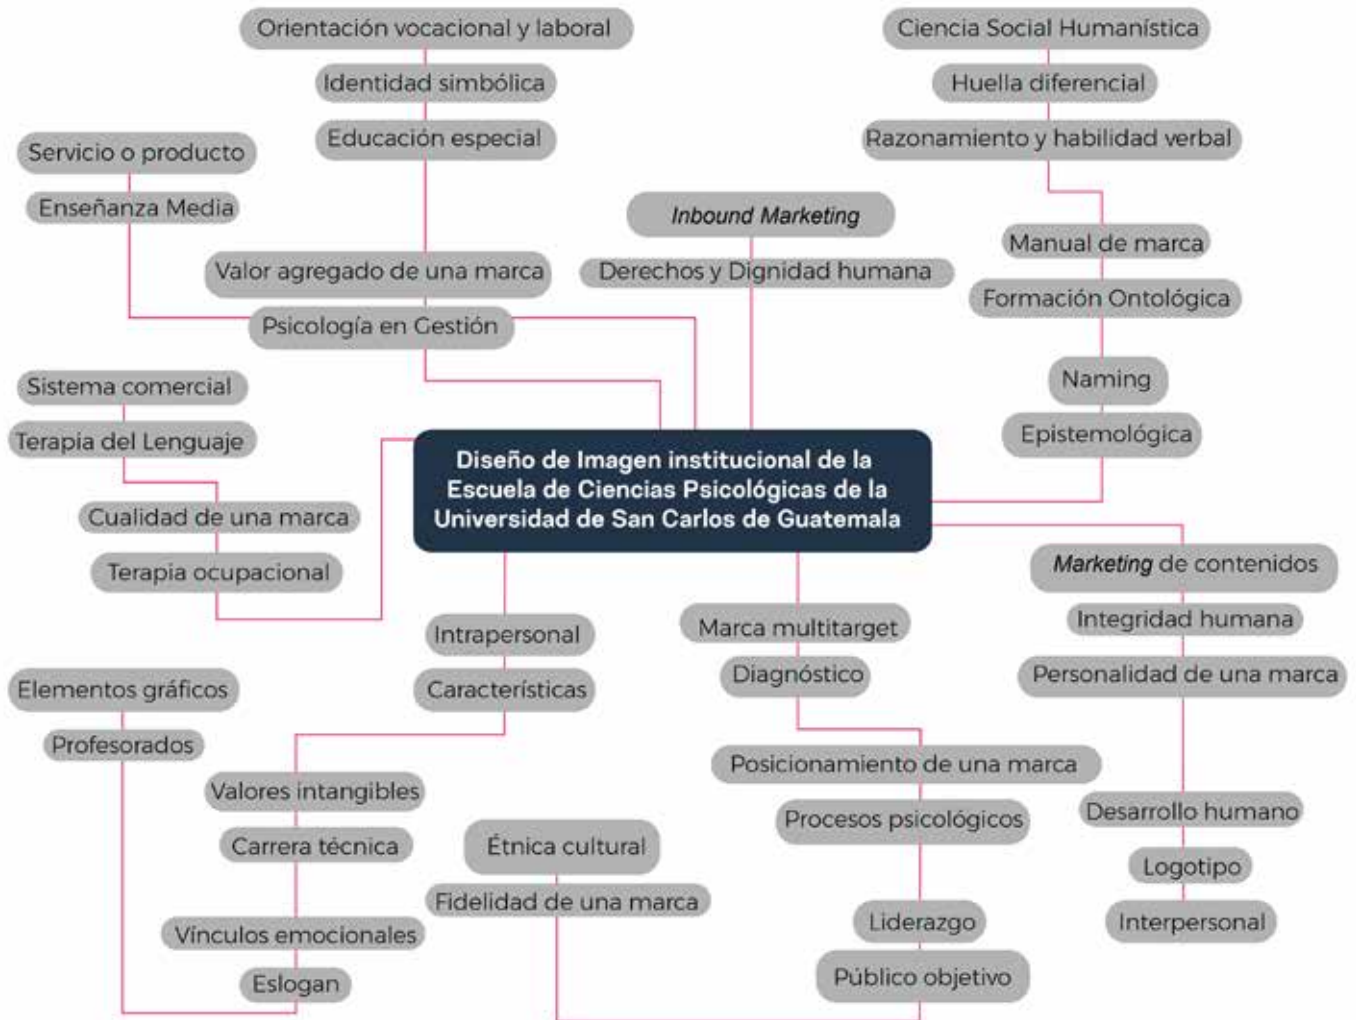 Orientación vocacional y laboral
Identidad simbólica
Educación especial
Valor agregado de una marca
Psicología en Gestión
Servicio o producto
Enseñanza Media
Inbound Marketing
Derechos y Dignidad humana
Ciencia Social Humanística
Huella diferencial
Razonamiento y habilidad verbal
Manual de marca
Formación Ontológica
Naming
Epistemológica
Sistema comercial
Terapia del Lenguaje
Cualidad de una marca
Terapia ocupacional
Diseño de Imagen institucional de la
Escuela de Ciencias Psicológicas de la
Universidad de San Carlos de Guatemala
Intrapersonal
Características
Valores intangibles
Carrera técnica
Vínculos emocionales
Eslogan
Elementos gráficos
Profesorados
Marca multitarget
Diagnóstico
Posicionamiento de una marca
Procesos psicológicos
Liderazgo
Público objetivo
Étnica cultural
Fidelidad de una marca
Marketing de contenidos
Integridad humana
Personalidad de una marca
Desarrollo humano
Logotipo
Interpersonal